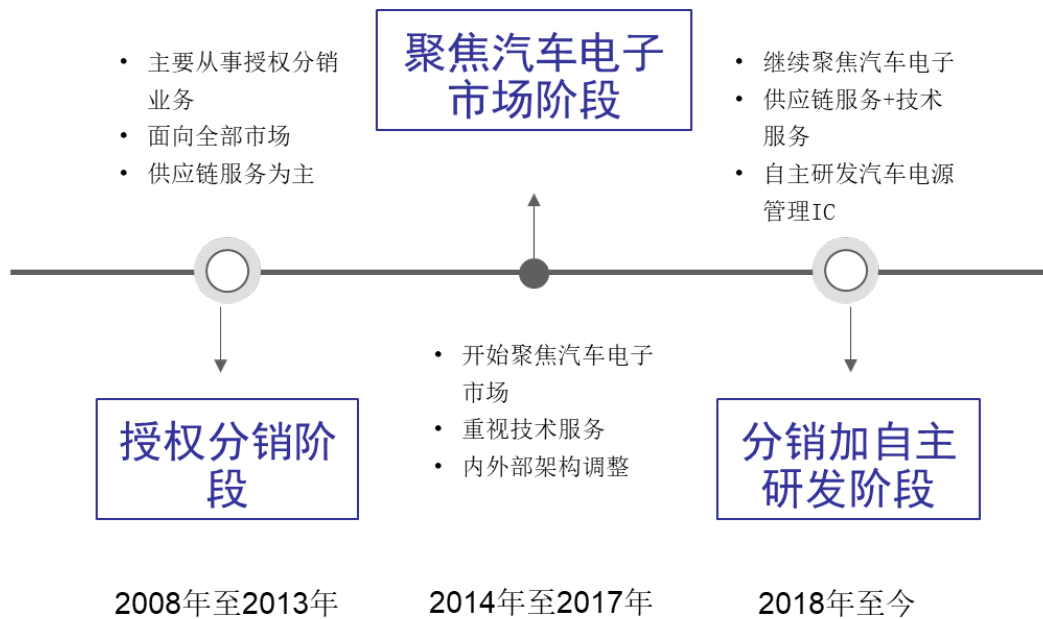 • 主要从事授权分销
业务
• 面向全部市场
• 供应链服务为主
授权分销阶
段
2008年至2013年
聚焦汽车电子
市场阶段
• 开始聚焦汽车电子
市场
• 重视技术服务
• 内外部架构调整
2014年至2017年
• 继续聚焦汽车电子
• 供应链服务+技术
服务
• 自主研发汽车电源
管理IC
分销加自主
研发阶段
2018年至今